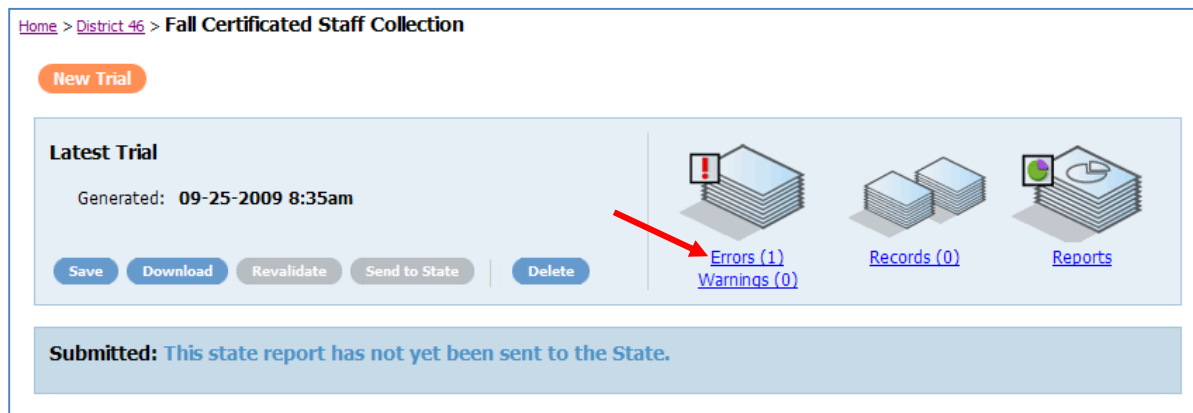 Home > District 46 > Fall Certificated Staff Collection
New Trial
Latest Trial
Generated: 09-25-2009 8:35am
Save Download Revalidate Send to State Delete
Errors (1)
Warnings (0)
Records (0)
Reports
Submitted: This state report has not yet been sent to the State.